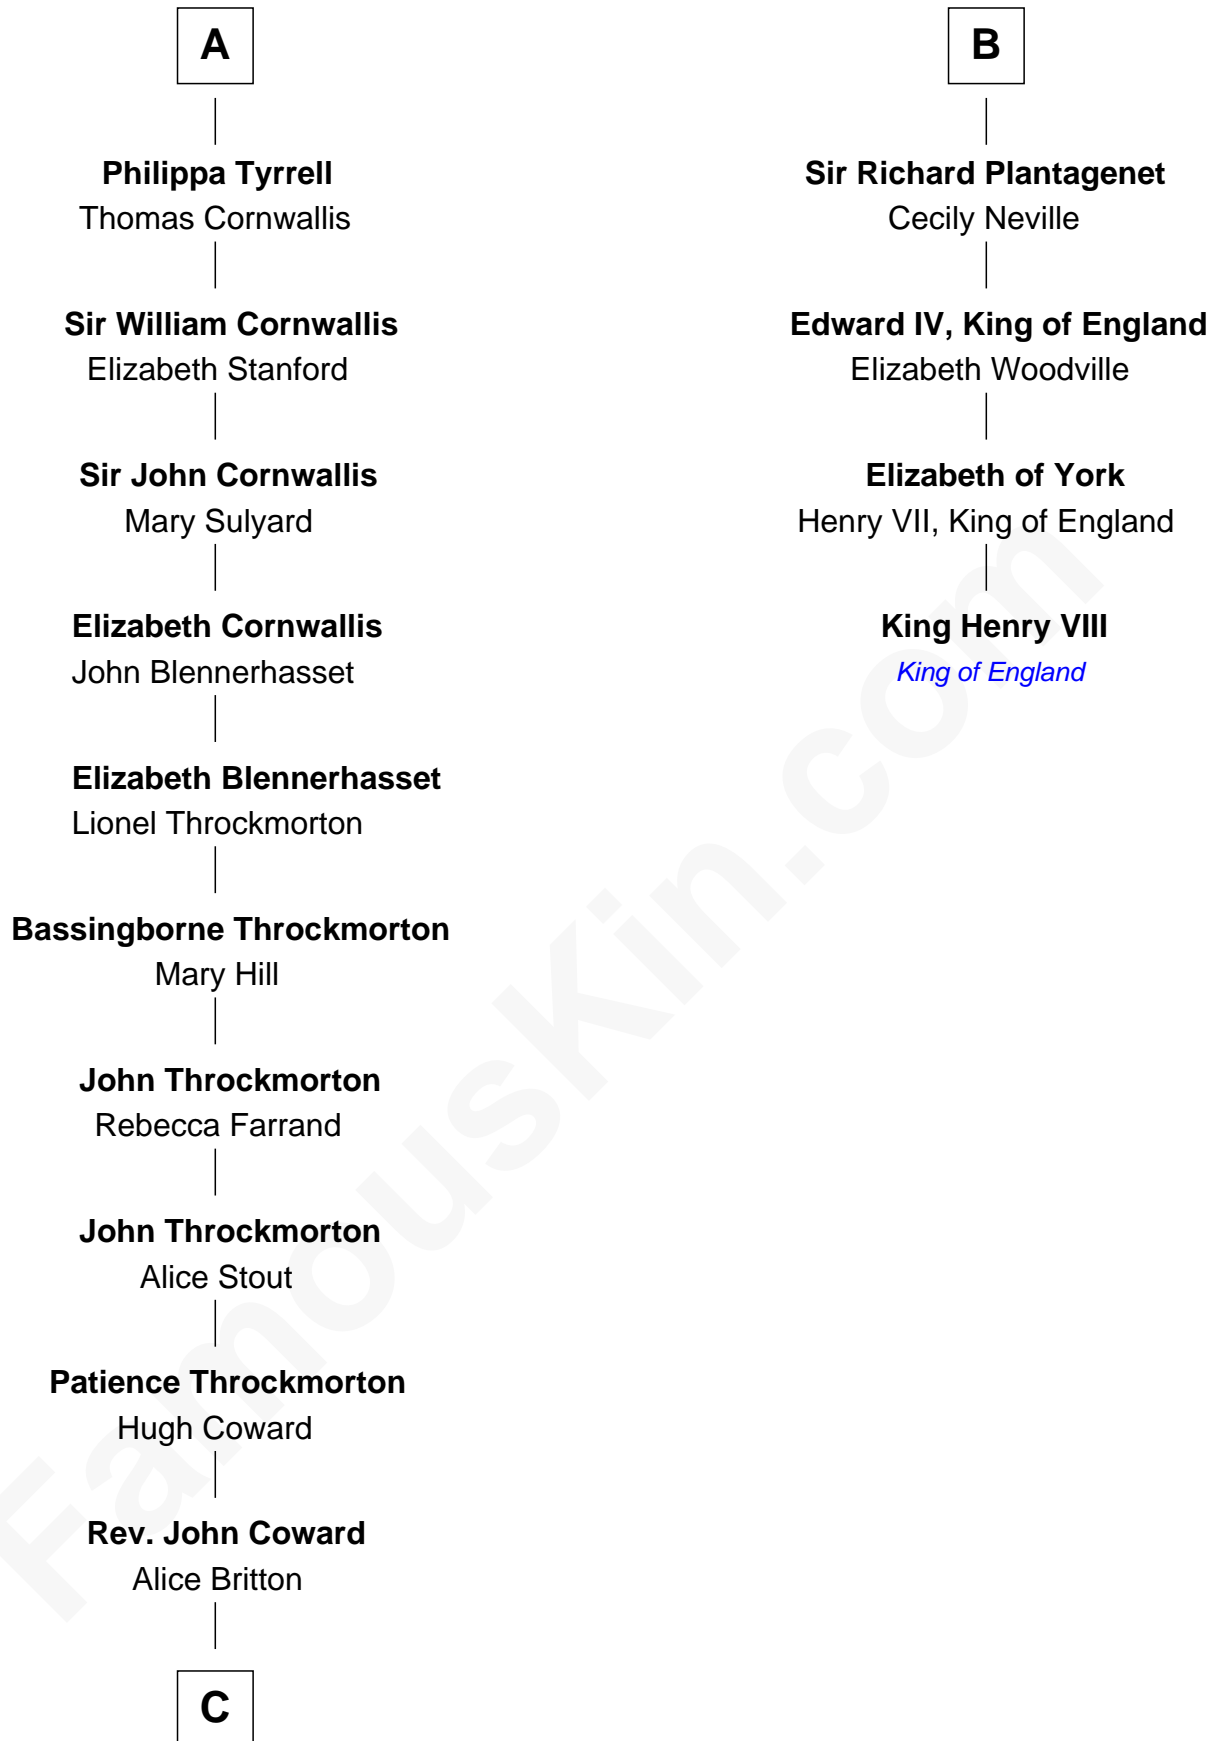 A
Philippa Tyrrell
Thomas Cornwallis
Sir William Cornwallis
Elizabeth Stanford
Sir John Cornwallis
Mary Sulyard
Elizabeth Cornwallis
John Blennerhasset
Elizabeth Blennerhasset
Lionel Throckmorton
Bassingborne Throckmorton
Mary Hill
John Throckmorton
Rebecca Farrand
John Throckmorton
Alice Stout
Patience Throckmorton
Hugh Coward
Rev. John Coward
Alice Britton
C
B
Sir Richard Plantagenet
Cecily Neville
Edward IV, King of England
Elizabeth Woodville
Elizabeth of York
Henry VII, King of England
King Henry VIII
King of England
FamousKin.com